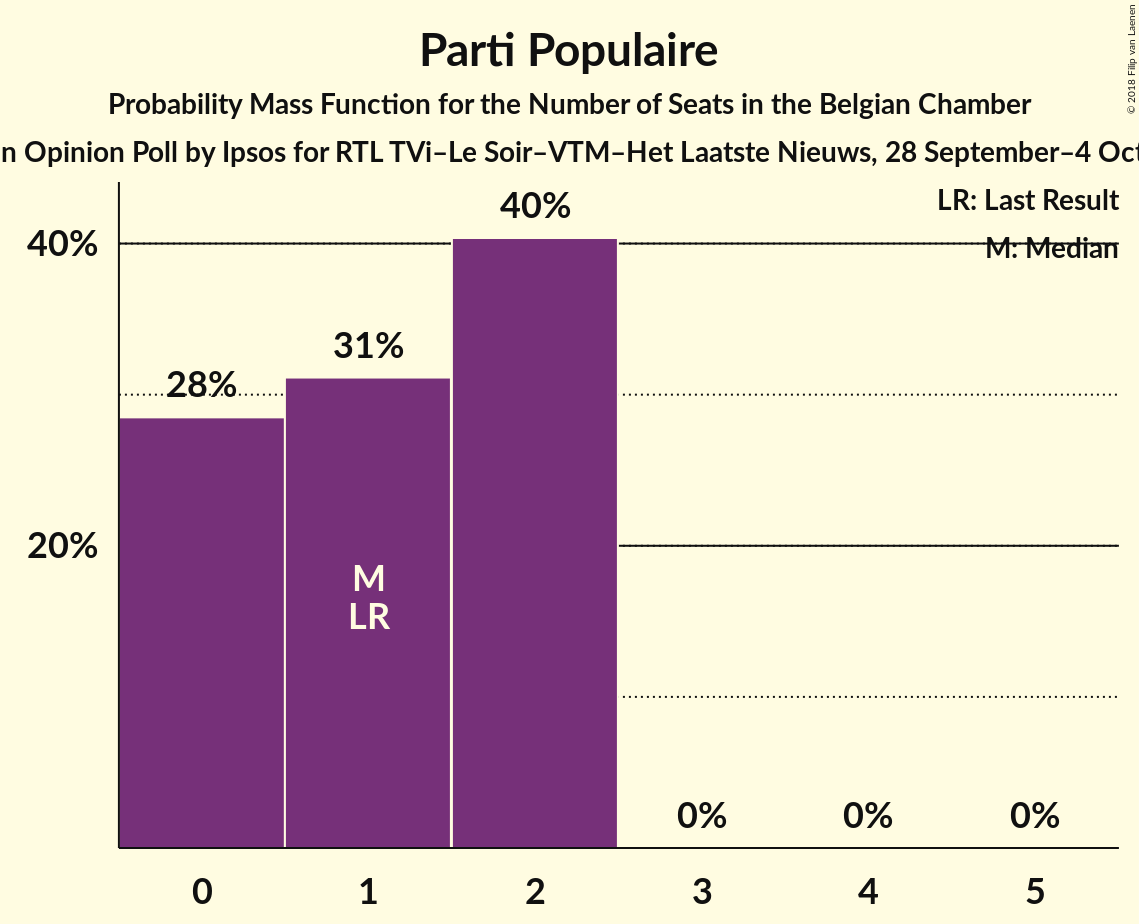 Parti Populaire
Probability Mass Function for the Number of Seats in the Belgian Chamber
n Opinion Poll by Ipsos for RTL TVi–Le Soir–VTM–Het Laatste Nieuws, 28 September–4 Oct
© 2018 Filip van Laenen
LR: Last Result
M: Median
40%
20%
28%
31%
40%
0%
0%
0%
M
LR
0
1
2
3
4
5